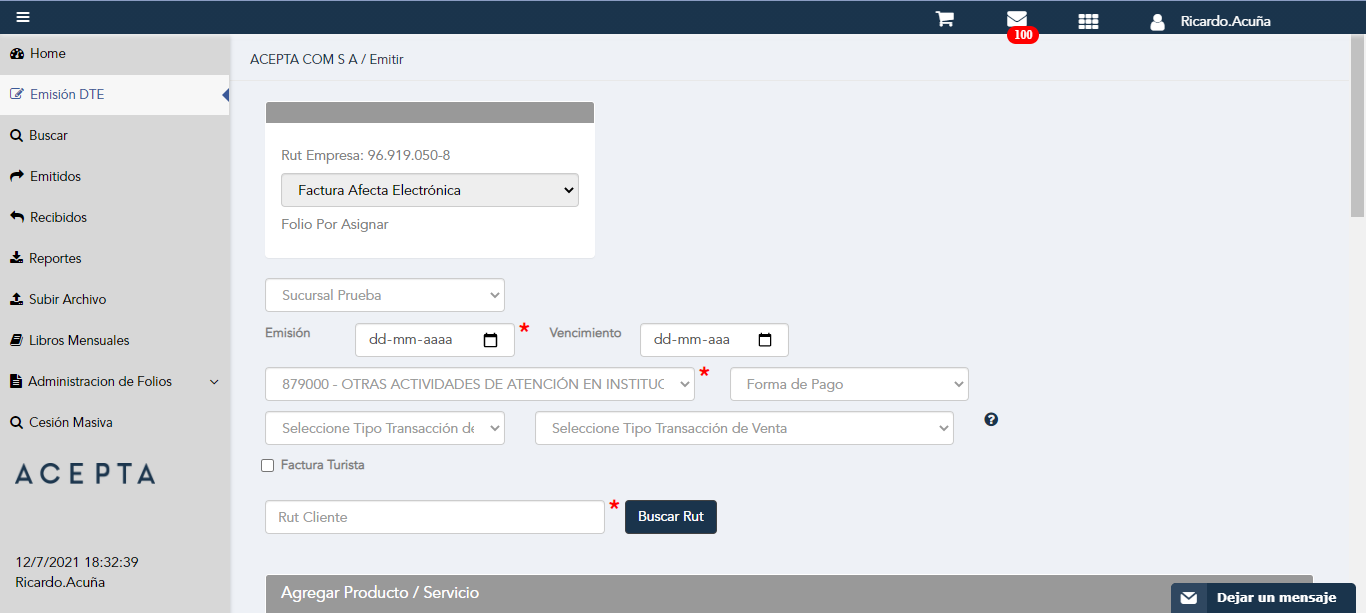 100
Ricardo.Acuña
Home
Emisión DTE
Buscar
Emitidos
Recibidos
Reportes
Subir Archivo
Libros Mensuales
Administracion de Folios
Cesión Masiva
ACEPTA
12/7/2021 18:32:39
Ricardo.Acuña
ACEPTA COM S A / Emitir
Rut Empresa: 96.919.050-8
Factura Afecta Electrónica
Folio Por Asignar
Sucursal Prueba
Emisión dd-mm-aaaa * Vencimiento dd-mm-aaa
879000 - OTRAS ACTIVIDADES DE ATENCIÓN EN INSTITUC * Forma de Pago
Seleccione Tipo Transacción de Seleccione Tipo Transacción de Venta ?
Factura Turista
Rut Cliente * Buscar Rut
Agregar Producto / Servicio
Dejar un mensaje